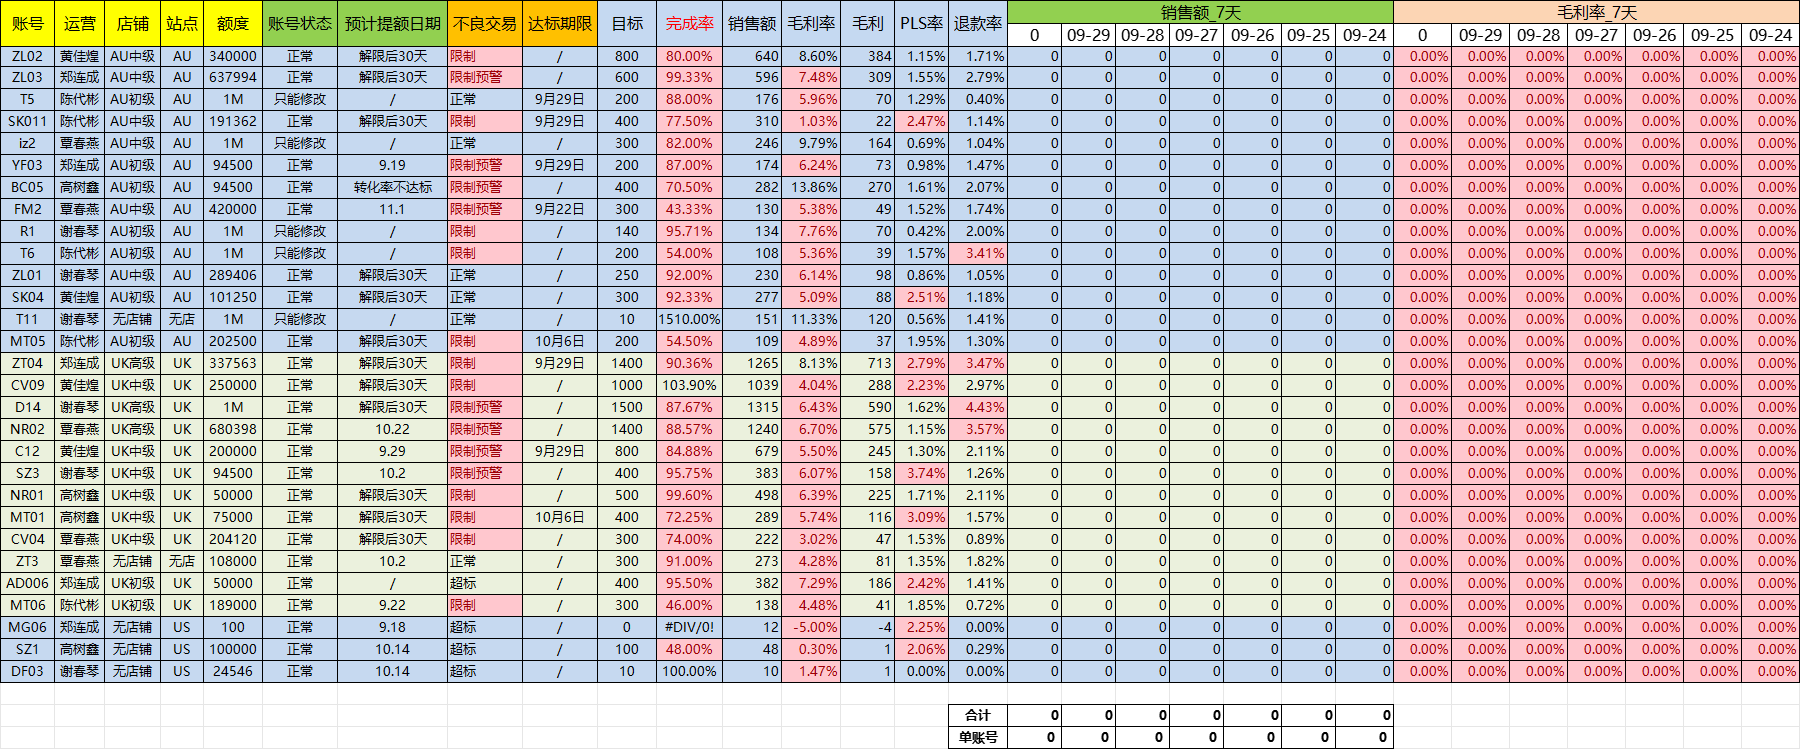 账号 运营 店铺 站点 额度 账号状态 预计提额日期 不良交易 达标期限 目标 完成率 销售额 毛利率 毛利 PLS率 退款率 销售额_7天 毛利率_7天
0 09-29 09-28 09-27 09-26 09-25 09-24 0 09-29 09-28 09-27 09-26 09-25 09-24
ZL02 黄佳煌 AU中级 AU 340000 正常 解限后30天 限制 / 800 80.00% 640 8.60% 384 1.15% 1.71% 0 0 0 0 0 0 0 0.00% 0.00% 0.00% 0.00% 0.00% 0.00% 0.00%
ZL03 郑连成 AU中级 AU 637994 正常 解限后30天 限制预警 / 600 99.33% 596 7.48% 309 1.55% 2.79% 0 0 0 0 0 0 0 0.00% 0.00% 0.00% 0.00% 0.00% 0.00% 0.00%
T5 陈代彬 AU初级 AU 1M 只能修改 / 正常 9月29日 200 88.00% 176 5.96% 70 1.29% 0.40% 0 0 0 0 0 0 0 0.00% 0.00% 0.00% 0.00% 0.00% 0.00% 0.00%
SK011 陈代彬 AU中级 AU 191362 正常 解限后30天 限制 9月29日 400 77.50% 310 1.03% 22 2.47% 1.14% 0 0 0 0 0 0 0 0.00% 0.00% 0.00% 0.00% 0.00% 0.00% 0.00%
iz2 覃春燕 AU中级 AU 1M 只能修改 / 正常 / 300 82.00% 246 9.79% 164 0.69% 1.04% 0 0 0 0 0 0 0 0.00% 0.00% 0.00% 0.00% 0.00% 0.00% 0.00%
YF03 郑连成 AU初级 AU 94500 正常 9.19 限制预警 9月29日 200 87.00% 174 6.24% 73 0.98% 1.47% 0 0 0 0 0 0 0 0.00% 0.00% 0.00% 0.00% 0.00% 0.00% 0.00%
BC05 高树鑫 AU初级 AU 94500 正常 转化率不达标 限制预警 / 400 70.50% 282 13.86% 270 1.61% 2.07% 0 0 0 0 0 0 0 0.00% 0.00% 0.00% 0.00% 0.00% 0.00% 0.00%
FM2 覃春燕 AU中级 AU 420000 正常 11.1 限制预警 9月22日 300 43.33% 130 5.38% 49 1.52% 1.74% 0 0 0 0 0 0 0 0.00% 0.00% 0.00% 0.00% 0.00% 0.00% 0.00%
R1 谢春琴 AU初级 AU 1M 只能修改 / 限制 / 140 95.71% 134 7.76% 70 0.42% 2.00% 0 0 0 0 0 0 0 0.00% 0.00% 0.00% 0.00% 0.00% 0.00% 0.00%
T6 陈代彬 AU初级 AU 1M 只能修改 / 限制 / 200 54.00% 108 5.36% 39 1.57% 3.41% 0 0 0 0 0 0 0 0.00% 0.00% 0.00% 0.00% 0.00% 0.00% 0.00%
ZL01 谢春琴 AU中级 AU 289406 正常 解限后30天 正常 / 250 92.00% 230 6.14% 98 0.86% 1.05% 0 0 0 0 0 0 0 0.00% 0.00% 0.00% 0.00% 0.00% 0.00% 0.00%
SK04 黄佳煌 AU初级 AU 101250 正常 解限后30天 正常 / 300 92.33% 277 5.09% 88 2.51% 1.18% 0 0 0 0 0 0 0 0.00% 0.00% 0.00% 0.00% 0.00% 0.00% 0.00%
T11 谢春琴 无店铺 无店 1M 只能修改 / 正常 / 10 1510.00% 151 11.33% 120 0.56% 1.41% 0 0 0 0 0 0 0 0.00% 0.00% 0.00% 0.00% 0.00% 0.00% 0.00%
MT05 陈代彬 AU初级 AU 202500 正常 解限后30天 限制 10月6日 200 54.50% 109 4.89% 37 1.95% 1.30% 0 0 0 0 0 0 0 0.00% 0.00% 0.00% 0.00% 0.00% 0.00% 0.00%
ZT04 郑连成 UK高级 UK 337563 正常 解限后30天 限制 9月29日 1400 90.36% 1265 8.13% 713 2.79% 3.47% 0 0 0 0 0 0 0 0.00% 0.00% 0.00% 0.00% 0.00% 0.00% 0.00%
CV09 黄佳煌 UK中级 UK 250000 正常 解限后30天 限制 / 1000 103.90% 1039 4.04% 288 2.23% 2.97% 0 0 0 0 0 0 0 0.00% 0.00% 0.00% 0.00% 0.00% 0.00% 0.00%
D14 谢春琴 UK高级 UK 1M 正常 解限后30天 限制预警 / 1500 87.67% 1315 6.43% 590 1.62% 4.43% 0 0 0 0 0 0 0 0.00% 0.00% 0.00% 0.00% 0.00% 0.00% 0.00%
NR02 覃春燕 UK高级 UK 680398 正常 10.22 限制预警 / 1400 88.57% 1240 6.70% 575 1.15% 3.57% 0 0 0 0 0 0 0 0.00% 0.00% 0.00% 0.00% 0.00% 0.00% 0.00%
C12 黄佳煌 UK中级 UK 200000 正常 9.29 限制预警 9月29日 800 84.88% 679 5.50% 245 1.30% 2.11% 0 0 0 0 0 0 0 0.00% 0.00% 0.00% 0.00% 0.00% 0.00% 0.00%
SZ3 谢春琴 UK中级 UK 94500 正常 10.2 限制预警 / 400 95.75% 383 6.07% 158 3.74% 1.26% 0 0 0 0 0 0 0 0.00% 0.00% 0.00% 0.00% 0.00% 0.00% 0.00%
NR01 高树鑫 UK中级 UK 50000 正常 解限后30天 限制 / 500 99.60% 498 6.39% 225 1.71% 2.11% 0 0 0 0 0 0 0 0.00% 0.00% 0.00% 0.00% 0.00% 0.00% 0.00%
MT01 高树鑫 UK中级 UK 75000 正常 解限后30天 限制 10月6日 400 72.25% 289 5.74% 116 3.09% 1.57% 0 0 0 0 0 0 0 0.00% 0.00% 0.00% 0.00% 0.00% 0.00% 0.00%
CV04 覃春燕 UK中级 UK 204120 正常 解限后30天 限制 / 300 74.00% 222 3.02% 47 1.53% 0.89% 0 0 0 0 0 0 0 0.00% 0.00% 0.00% 0.00% 0.00% 0.00% 0.00%
ZT3 覃春燕 无店铺 无店 108000 正常 10.2 正常 / 300 91.00% 273 4.28% 81 1.35% 1.82% 0 0 0 0 0 0 0 0.00% 0.00% 0.00% 0.00% 0.00% 0.00% 0.00%
AD006 郑连成 UK初级 UK 50000 正常 / 超标 / 400 95.50% 382 7.29% 186 2.42% 1.41% 0 0 0 0 0 0 0 0.00% 0.00% 0.00% 0.00% 0.00% 0.00% 0.00%
MT06 陈代彬 UK初级 UK 189000 正常 9.22 限制 / 300 46.00% 138 4.48% 41 1.85% 0.72% 0 0 0 0 0 0 0 0.00% 0.00% 0.00% 0.00% 0.00% 0.00% 0.00%
MG06 郑连成 无店铺 US 100 正常 9.18 超标 / 0 #DIV/0! 12 -5.00% -4 2.25% 0.00% 0 0 0 0 0 0 0 0.00% 0.00% 0.00% 0.00% 0.00% 0.00% 0.00%
SZ1 高树鑫 无店铺 US 100000 正常 10.14 超标 / 100 48.00% 48 0.30% 1 2.06% 0.29% 0 0 0 0 0 0 0 0.00% 0.00% 0.00% 0.00% 0.00% 0.00% 0.00%
DF03 谢春琴 无店铺 US 24546 正常 10.14 超标 / 10 100.00% 10 1.47% 1 0.00% 0.00% 0 0 0 0 0 0 0 0.00% 0.00% 0.00% 0.00% 0.00% 0.00% 0.00%
合计 0 0 0 0 0 0 0
单账号 0 0 0 0 0 0 0